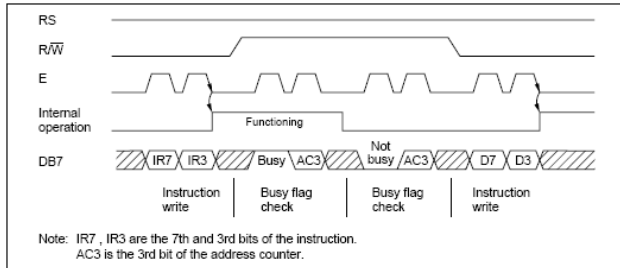 RS
R/W̅
E
Internal
operation
Functioning
DB7
IR7 IR3 Busy AC3 Not busy AC3 D7 D3
Instruction write
Busy flag check
Busy flag check
Instruction write
Note: IR7 , IR3 are the 7th and 3rd bits of the instruction.
AC3 is the 3rd bit of the address counter.